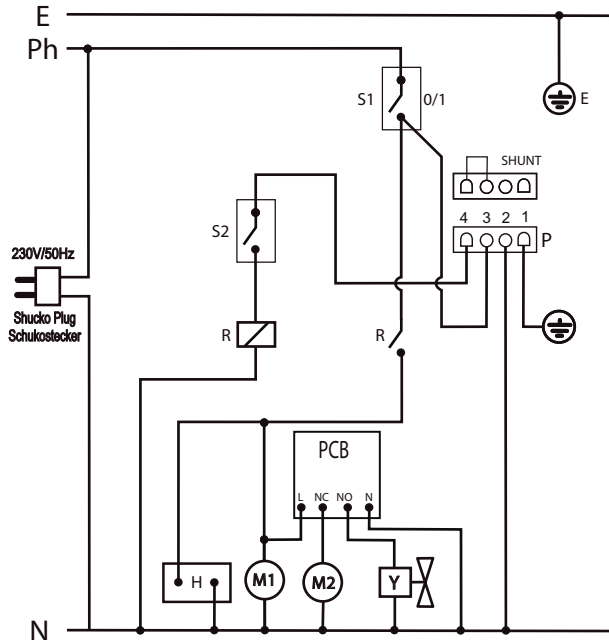 E
Ph
S1 0/1
E
SHUNT
4 3 2 1
P
S2
230V/50Hz
Shucko Plug
Schukostecker
R
R
PCB
L NC NO N
H
M1
M2
Y
N